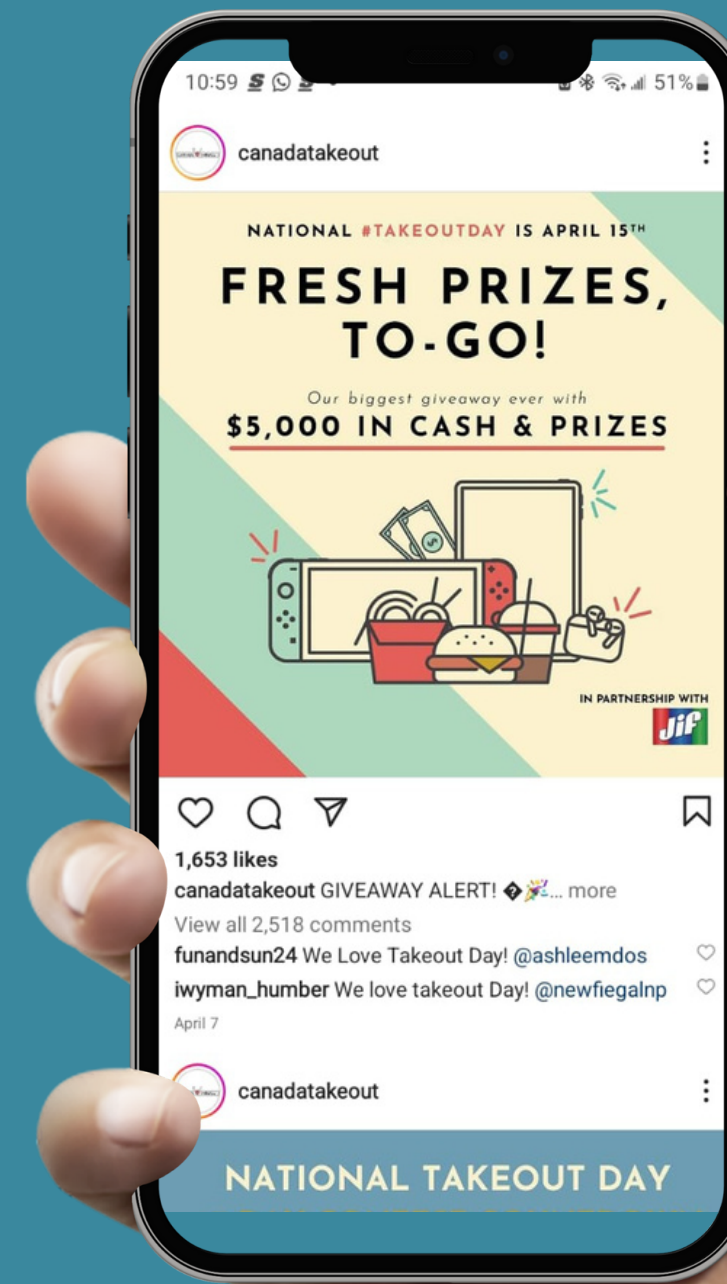 10:59
51%
canadatakeout
NATIONAL #TAKEOUTDAY IS APRIL 15TH
FRESH PRIZES,
TO-GO!
Our biggest giveaway ever with
$5,000 IN CASH & PRIZES
IN PARTNERSHIP WITH
Jif
1,653 likes
canadatakeout GIVEAWAY ALERT! �🎉... more
View all 2,518 comments
funandsun24 We Love Takeout Day! @ashleemdos
iwyman_humber We love takeout Day! @newfiegalnp
April 7
canadatakeout
NATIONAL TAKEOUT DAY